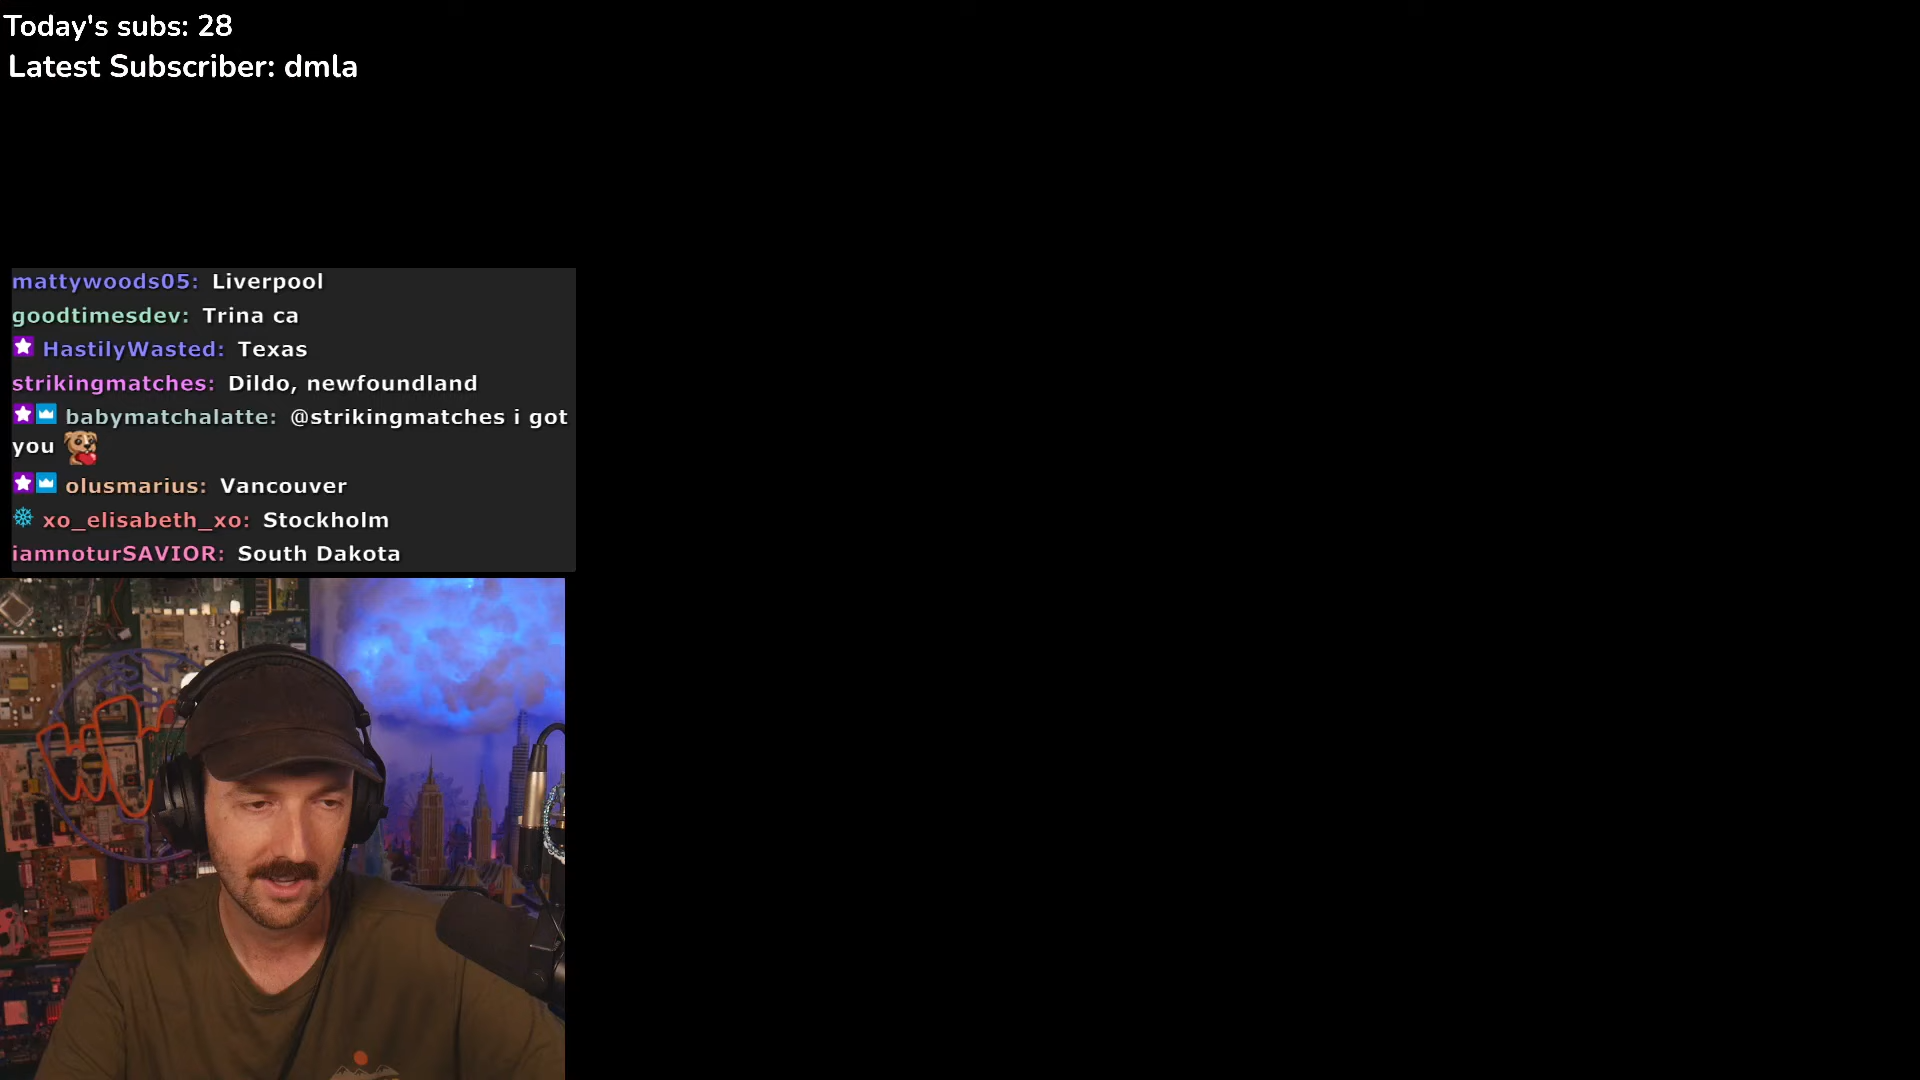 Today's subs: 28
Latest Subscriber: dmla
mattywoods05: Liverpool
goodtimesdev: Trina ca
HastilyWasted: Texas
strikingmatches: Dildo, newfoundland
babymatchalatte: @strikingmatches i got
you
olusmarius: Vancouver
xo_elisabeth_xo: Stockholm
iamnoturSAVIOR: South Dakota